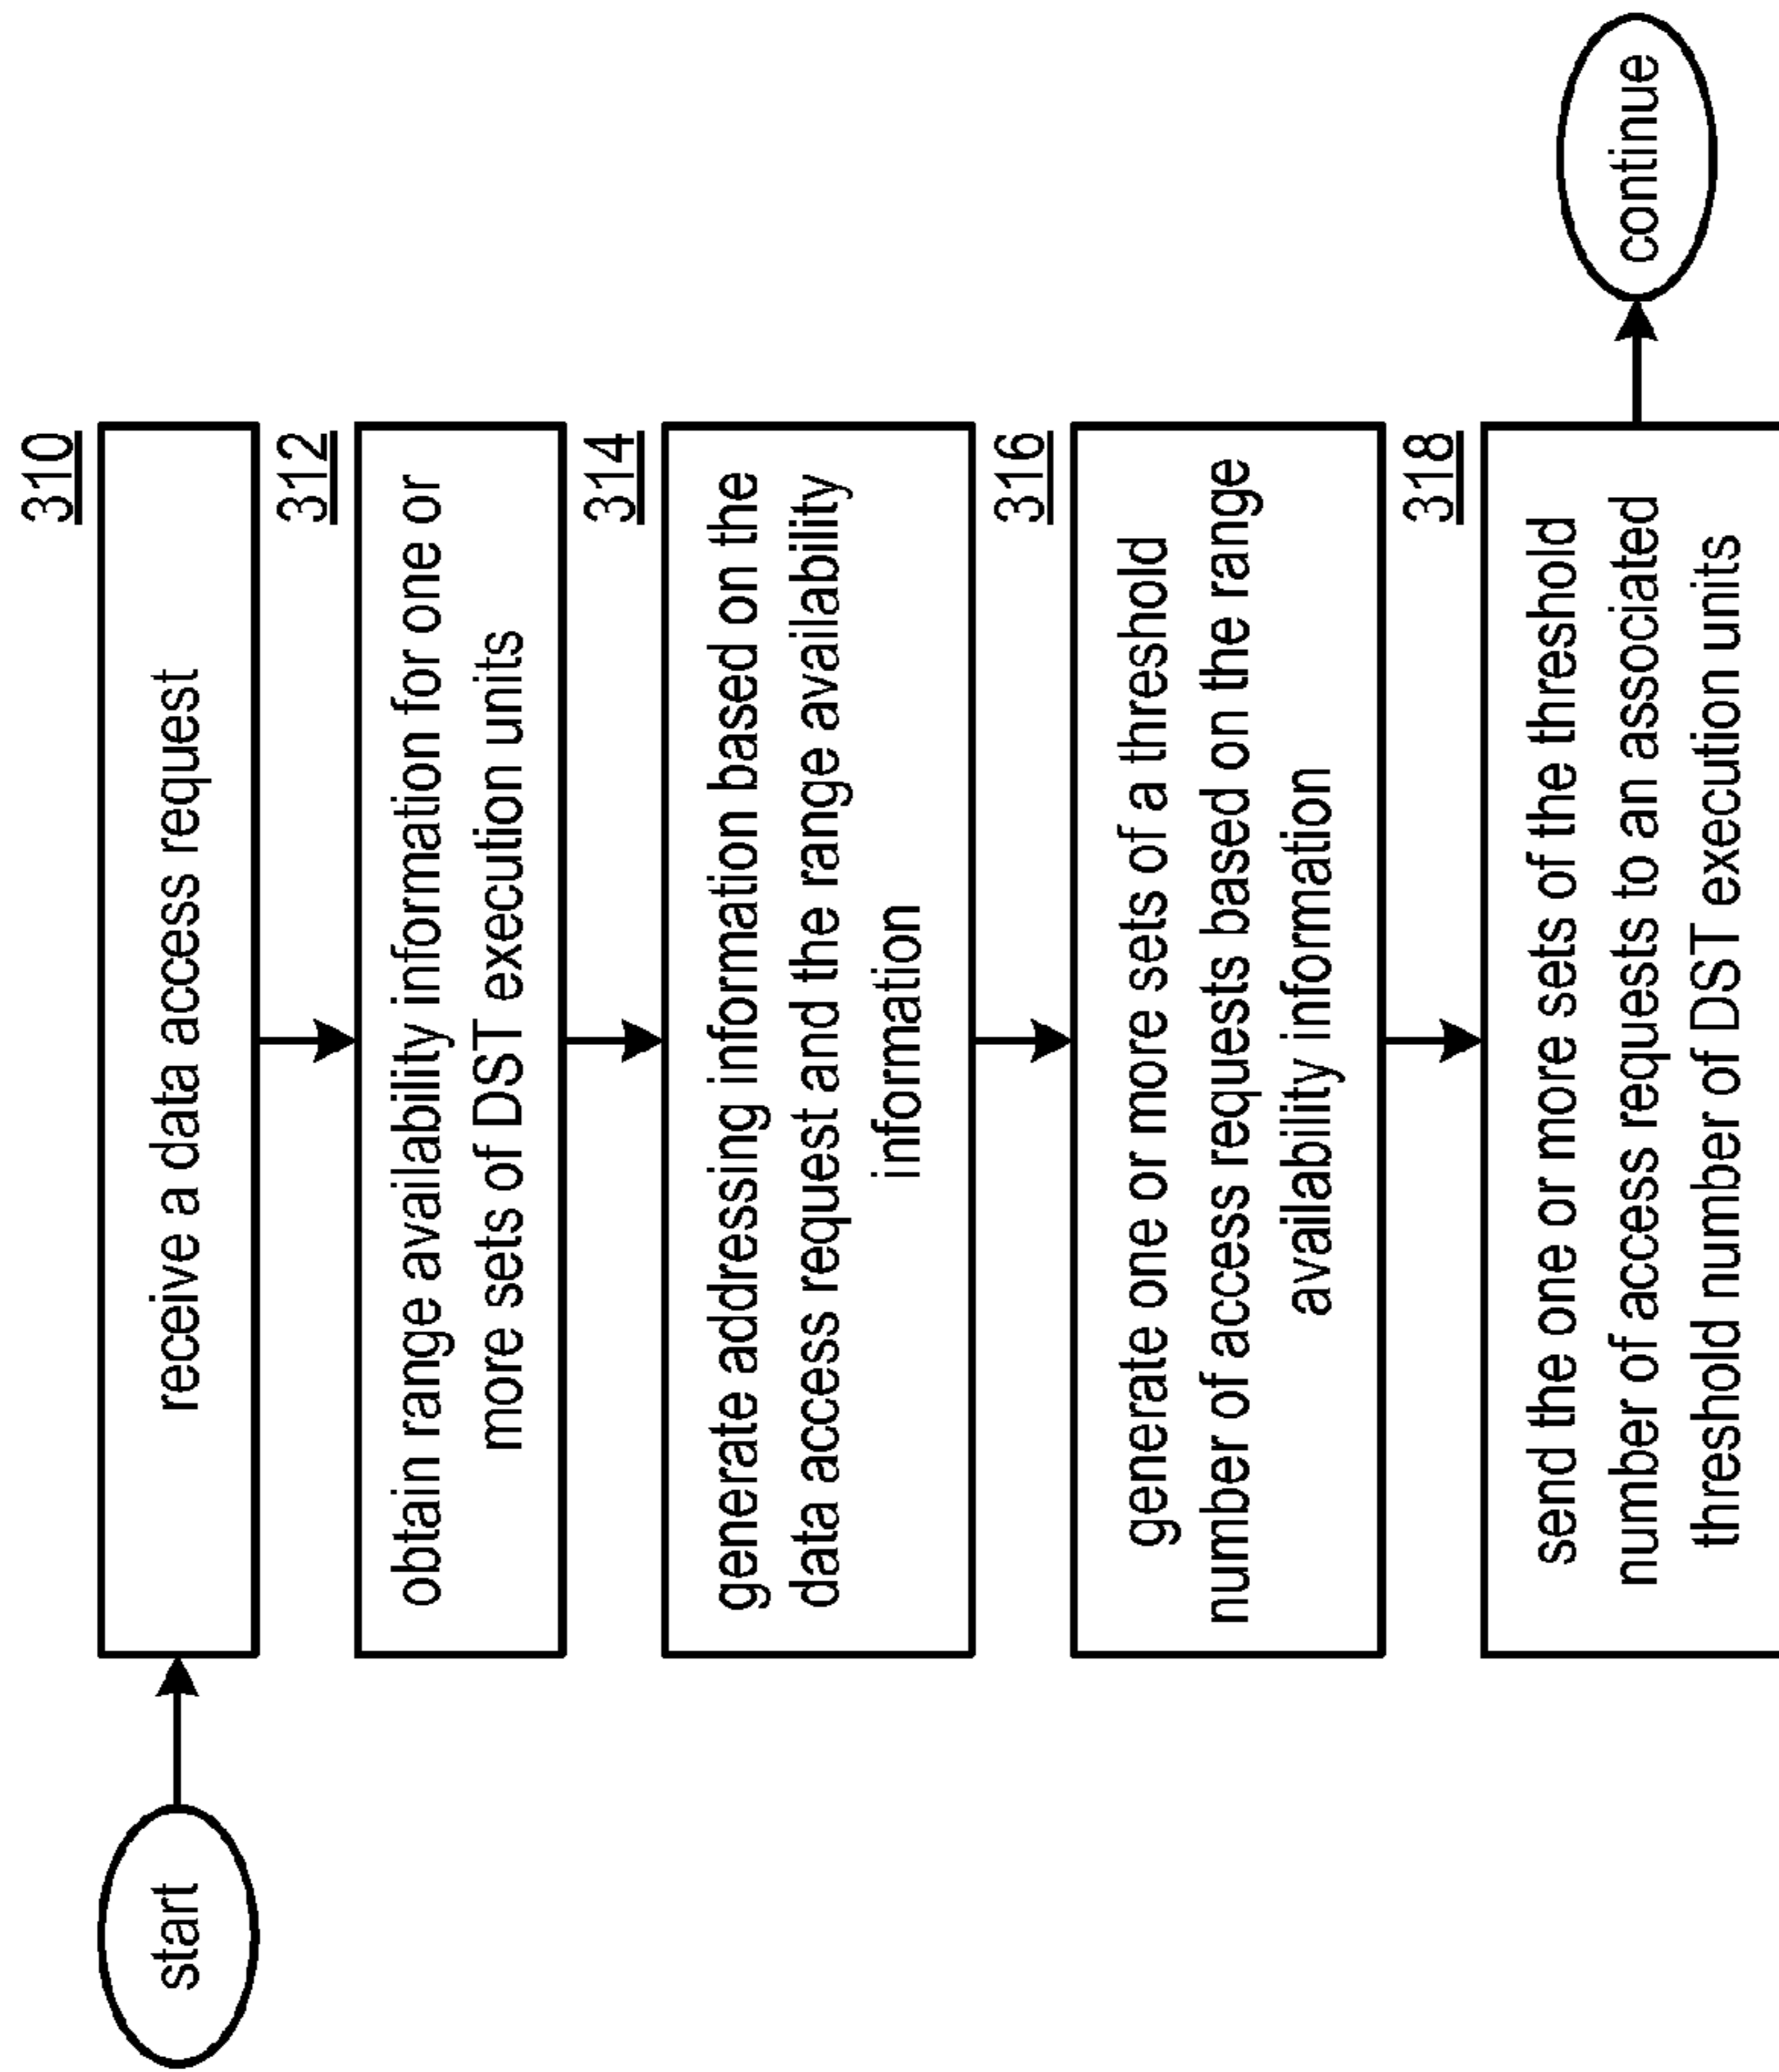 start
310
receive a data access request
312
obtain range availability information for one or
more sets of DST execution units
314
generate addressing information based on the
data access request and the range availability
information
316
generate one or more sets of a threshold
number of access requests based on the range
availability information
318
send the one or more sets of the threshold
number of access requests to an associated
threshold number of DST execution units
continue